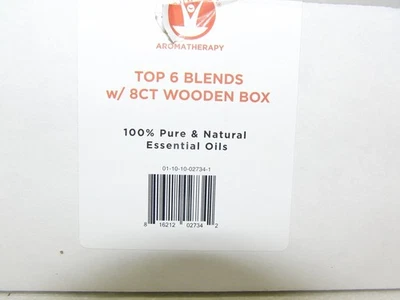 AROMATHERAPY
TOP 6 BLENDS
w/ 8CT WOODEN BOX
100% Pure & Natural
Essential Oils
01-10-10-02734-1
8 16212 02734 2